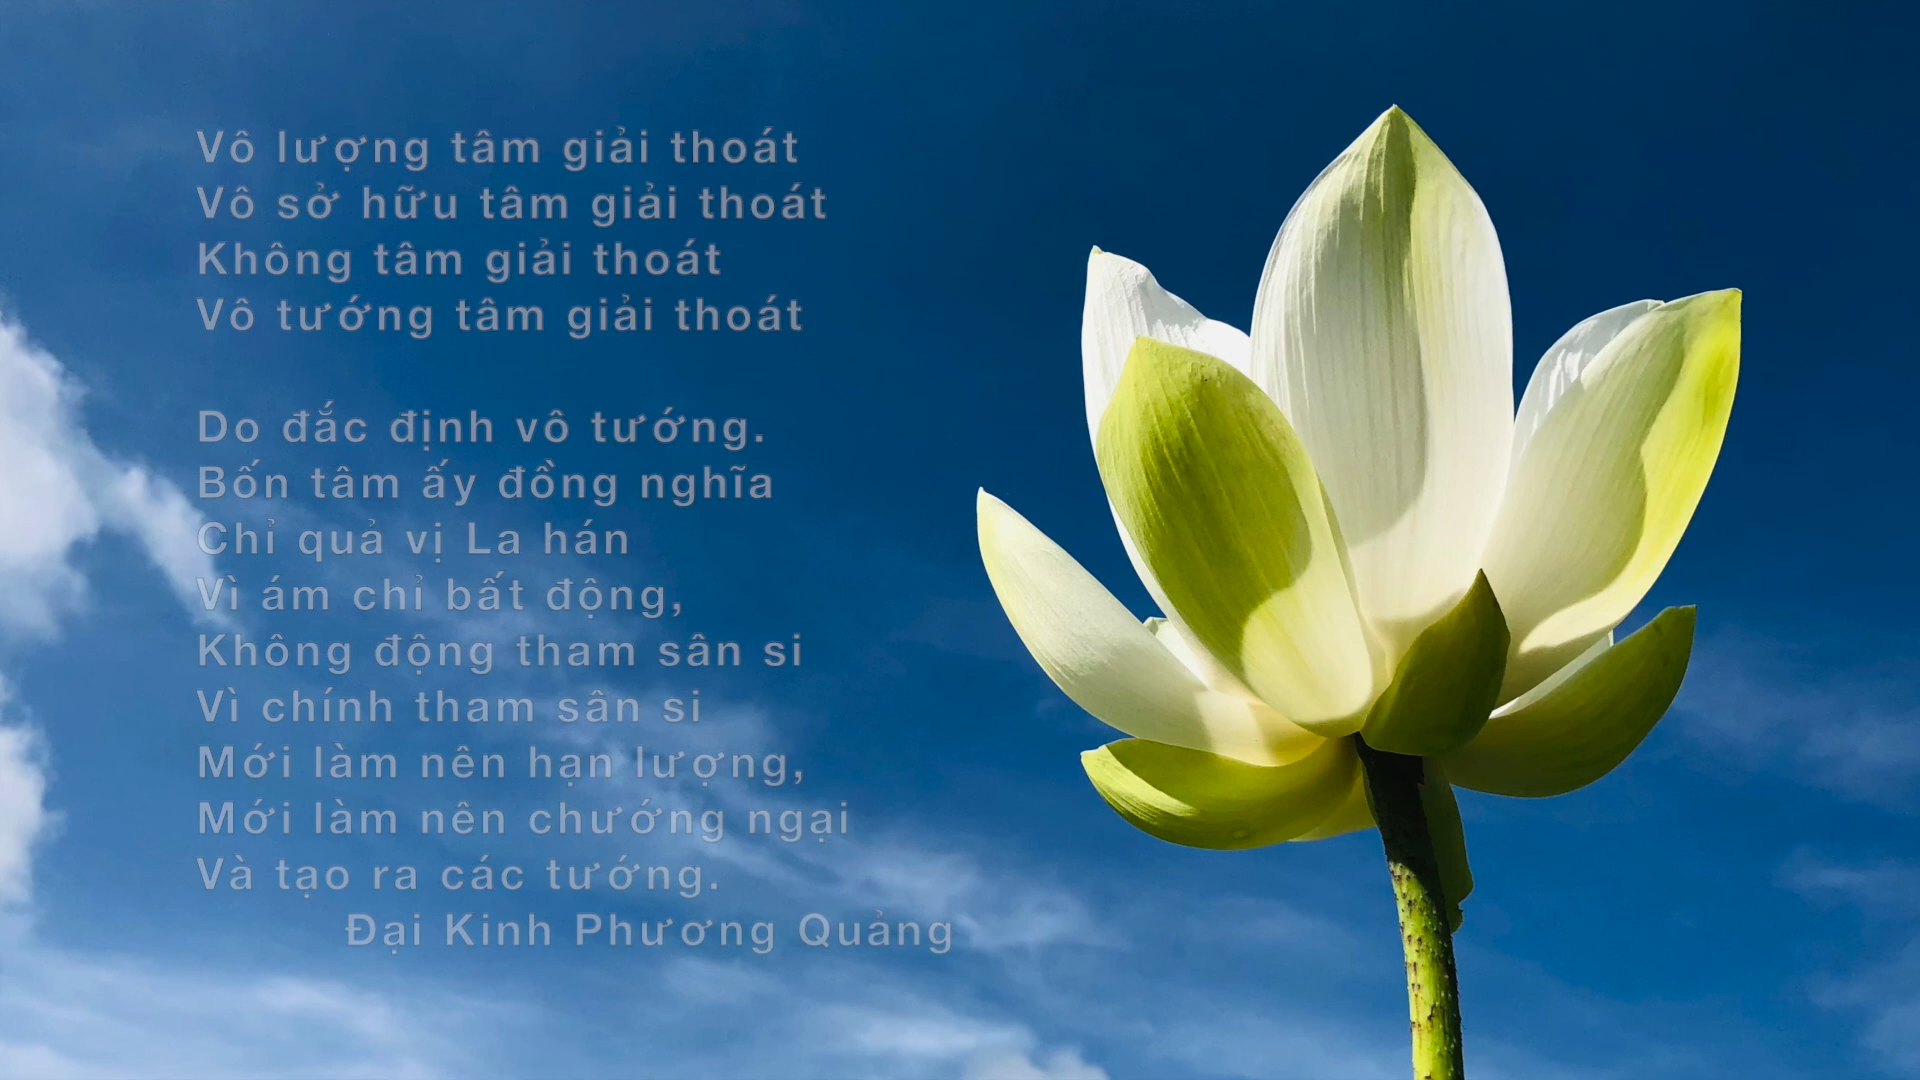 Vô lượng tâm giải thoát
Vô sở hữu tâm giải thoát
Không tâm giải thoát
Vô tướng tâm giải thoát
Do đắc định vô tướng.
Bốn tâm ấy đồng nghĩa
Chỉ quả vị La hán
Vì ám chỉ bất động,
Không động tham sân si
Vì chính tham sân si
Mới làm nên hạn lượng,
Mới làm nên chướng ngại
Và tạo ra các tướng.
Đại Kinh Phương Quảng